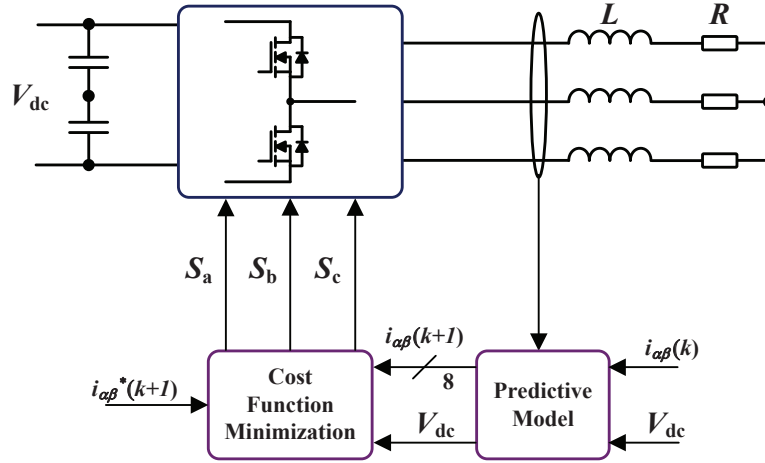 L R
V_dc
S_a S_b S_c
i_αβ(k+1)
8
i_αβ(k)
i_αβ*(k+1)
Cost
Function
Minimization
Predictive
Model
V_dc
V_dc